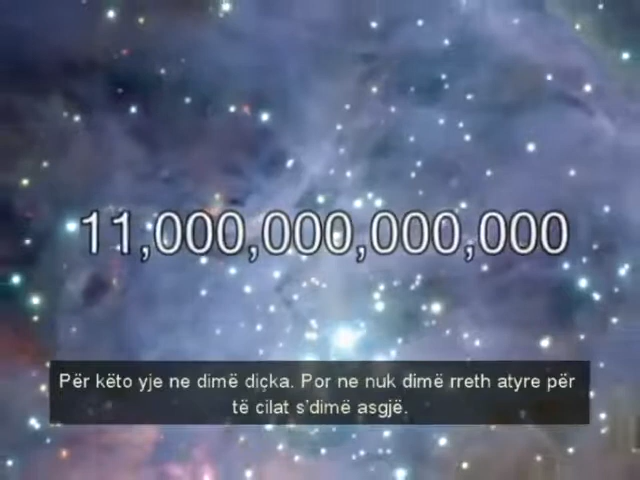 11,000,000,000,000
Për këto yje ne dimë diçka. Por ne nuk dimë rreth atyre për
të cilat s'dimë asgjë.